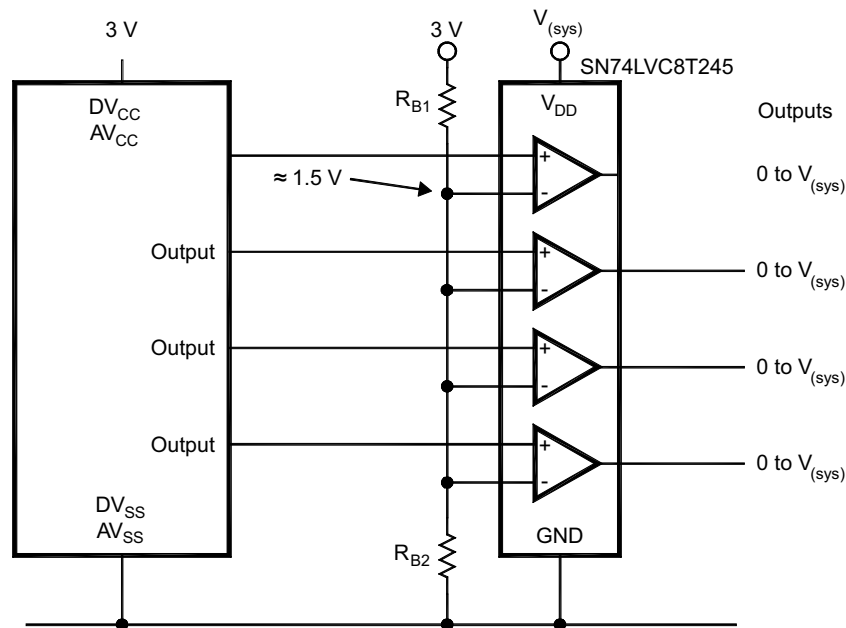 3 V
3 V
V(sys)
SN74LVC8T245
DVCC
AVCC
RB1
VDD
Outputs
+
-
≈ 1.5 V
0 to V(sys)
Output
+
-
0 to V(sys)
Output
+
-
0 to V(sys)
Output
+
-
0 to V(sys)
DVSS
AVSS
RB2
GND